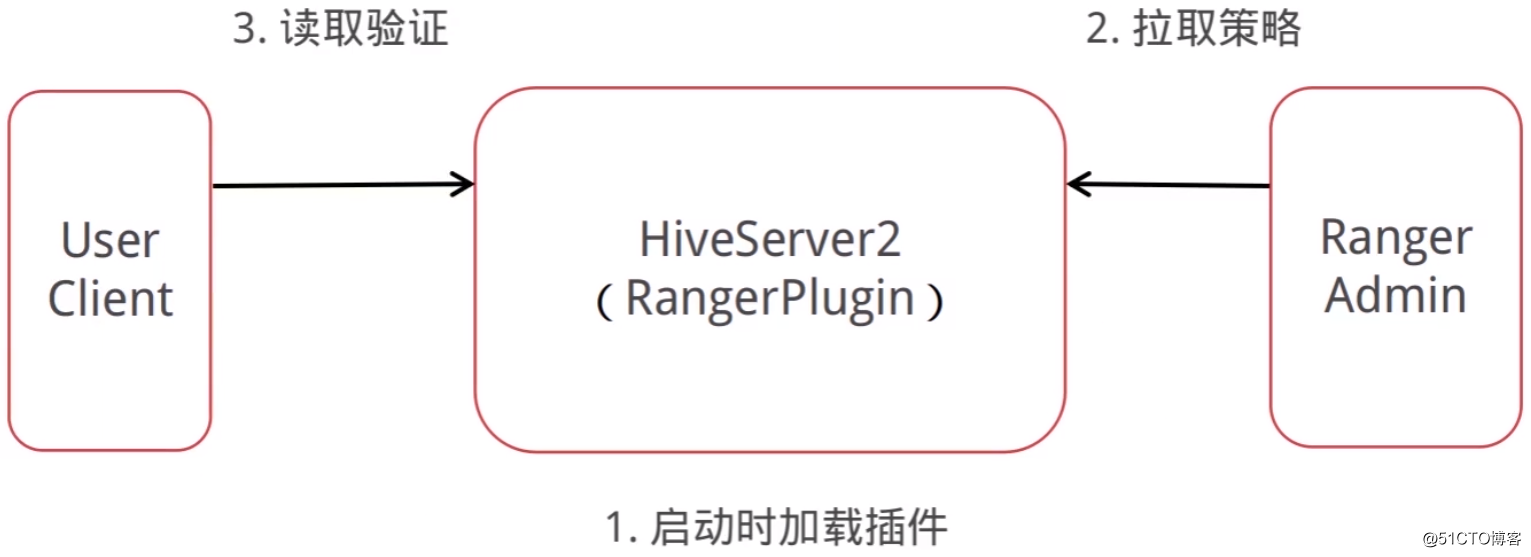 3. 读取验证
2. 拉取策略
User
Client
HiveServer2
（RangerPlugin）
Ranger
Admin
1. 启动时加载插件
@51CTO博客